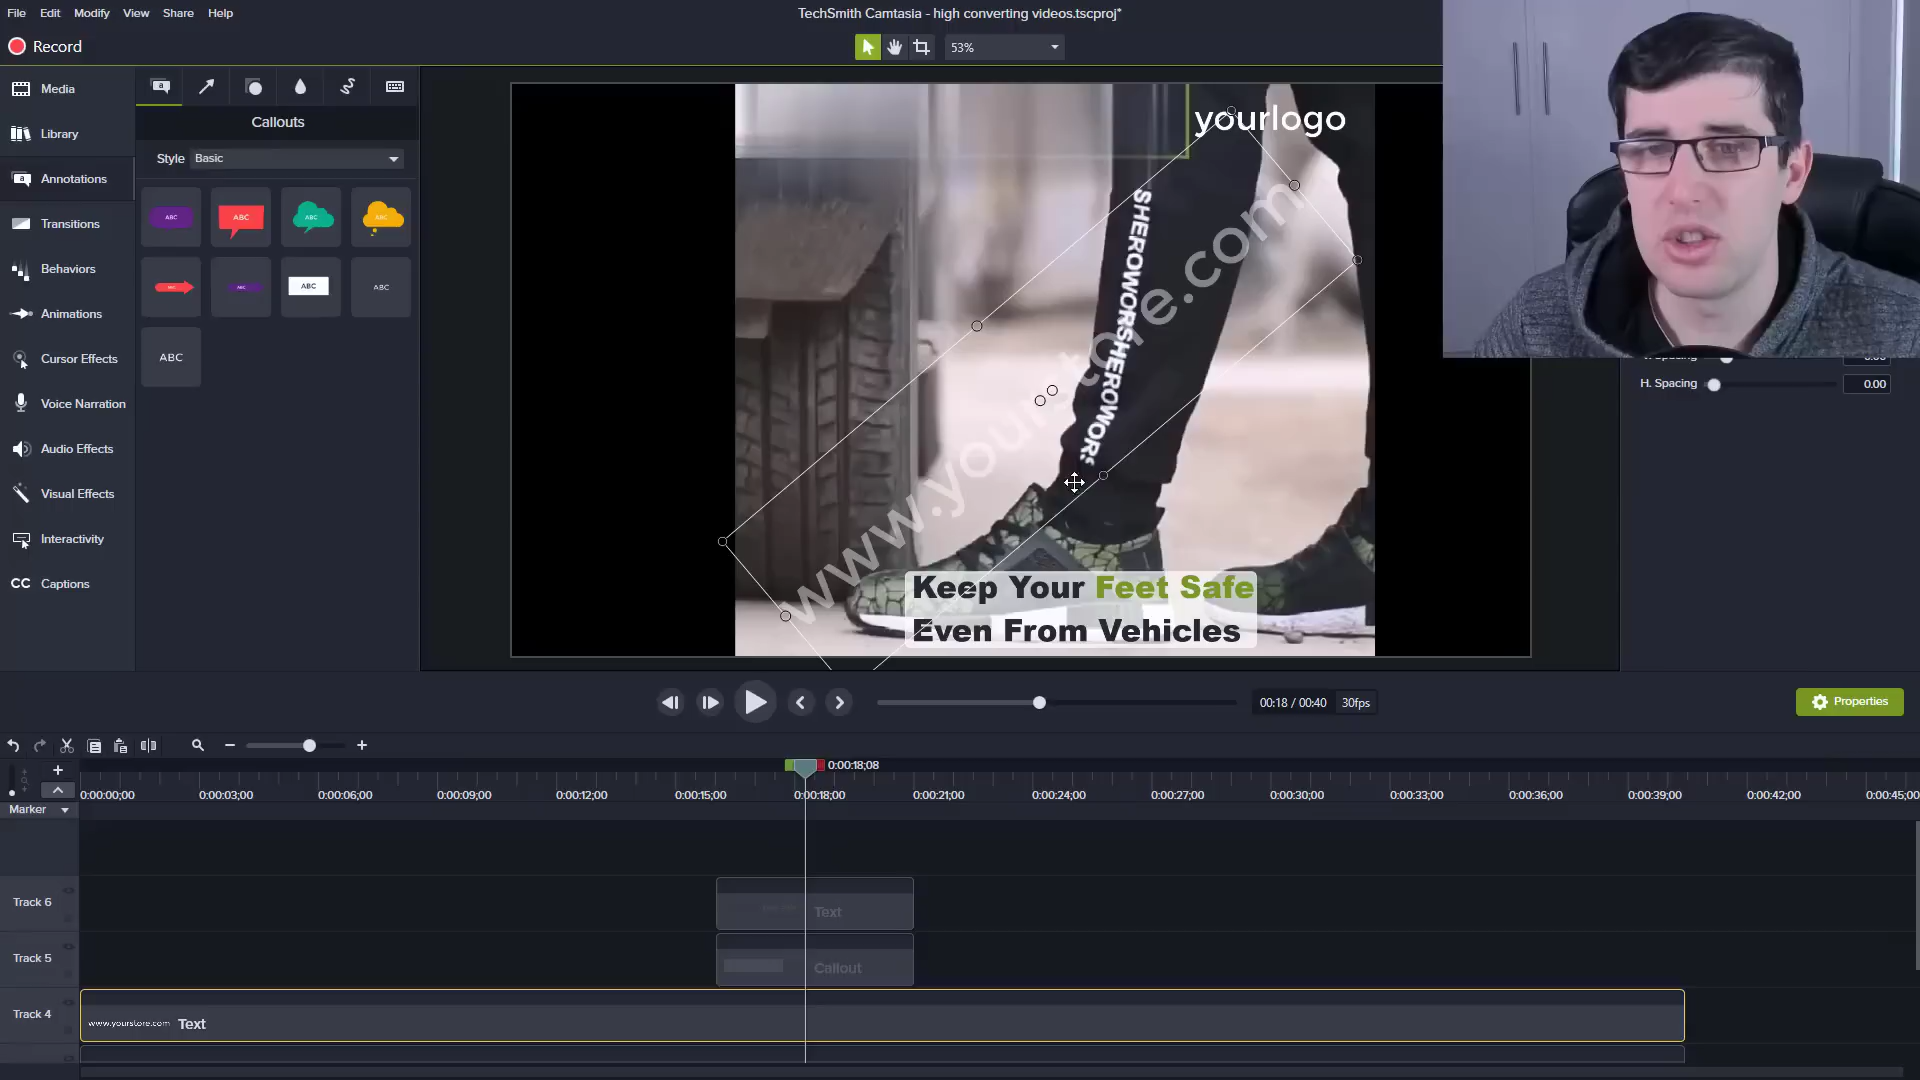 File Edit Modify View Share Help
TechSmith Camtasia - high converting videos.tscproj*
Record
53%
Media
Library
Annotations
Transitions
Behaviors
Animations
Cursor Effects
Voice Narration
Audio Effects
Visual Effects
Interactivity
CC Captions
Callouts
Style Basic
ABC ABC ABC ABC
ABC ABC ABC ABC
ABC
yourlogo
SHEROWORSHEROWORS
www.yourstore.com
Keep Your Feet Safe
Even From Vehicles
H. Spacing 0.00
00:18 / 00:40 30fps
Properties
0:00:18;08
0:00:00;00 0:00:03;00 0:00:06;00 0:00:09;00 0:00:12;00 0:00:15;00 0:00:18;00 0:00:21;00 0:00:24;00 0:00:27;00 0:00:30;00 0:00:33;00 0:00:36;00 0:00:39;00 0:00:42;00 0:00:45;00
Marker
Track 6
Text
Track 5
Callout
Track 4
www.yourstore.com Text